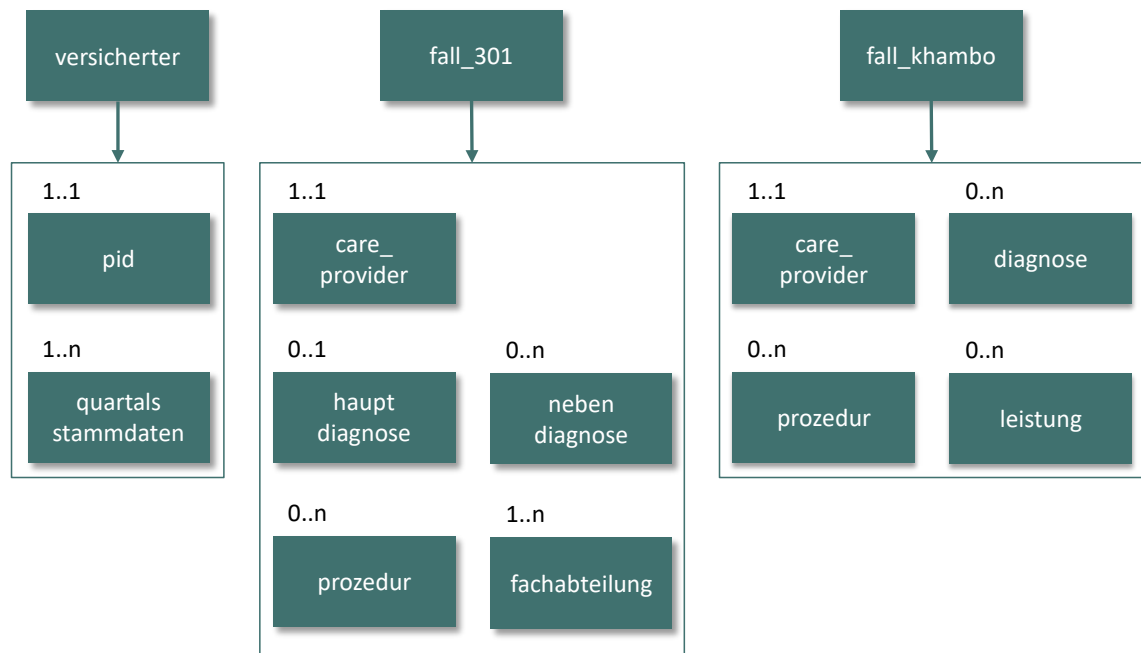 versicherter
fall_301
fall_khambo
1..1
pid
1..n
quartals
stammdaten
1..1
care_
provider
0..1
haupt
diagnose
0..n
neben
diagnose
0..n
prozedur
1..n
fachabteilung
1..1
care_
provider
0..n
diagnose
0..n
prozedur
0..n
leistung